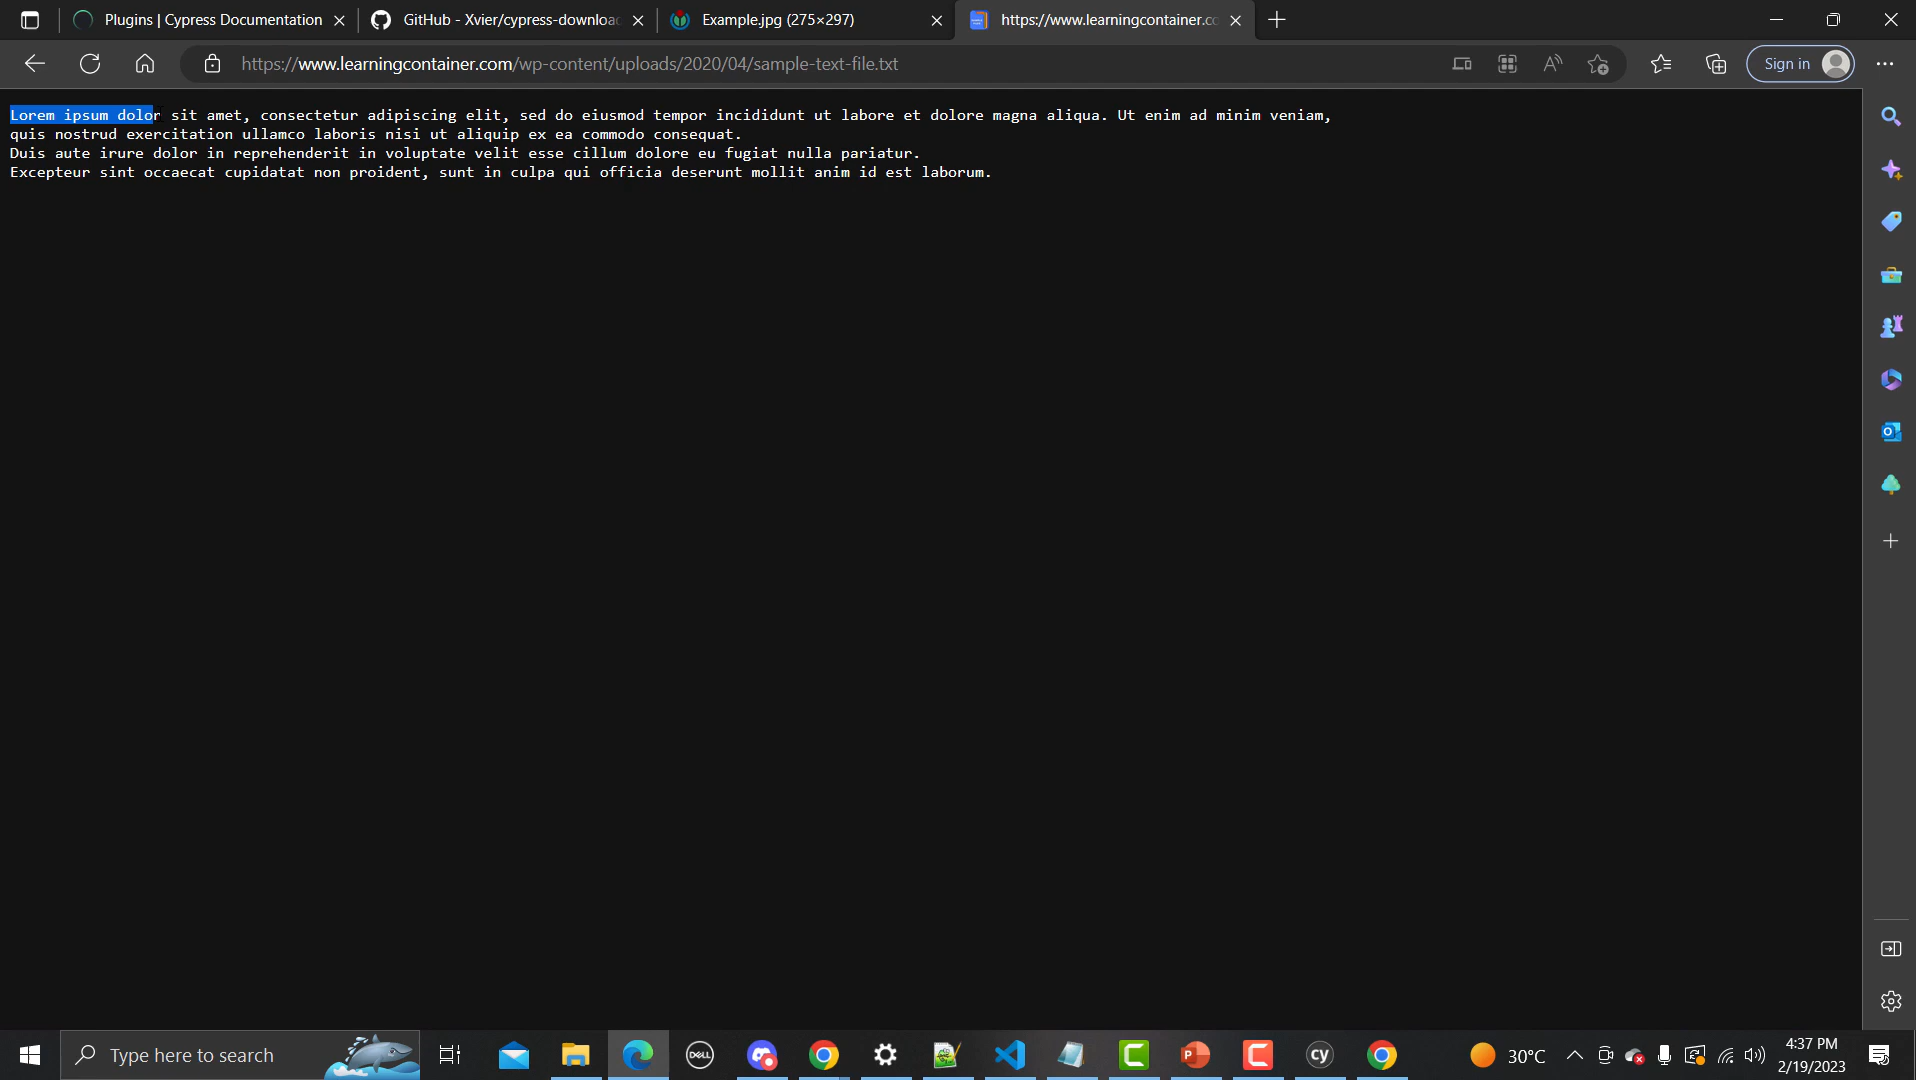 Plugins | Cypress Documentation
GitHub - Xvier/cypress-downloa
Example.jpg (275×297)
https://www.learningcontainer.co
https://www.learningcontainer.com/wp-content/uploads/2020/04/sample-text-file.txt
Sign in
Lorem ipsum dolor sit amet, consectetur adipiscing elit, sed do eiusmod tempor incididunt ut labore et dolore magna aliqua. Ut enim ad minim veniam,
quis nostrud exercitation ullamco laboris nisi ut aliquip ex ea commodo consequat.
Duis aute irure dolor in reprehenderit in voluptate velit esse cillum dolore eu fugiat nulla pariatur.
Excepteur sint occaecat cupidatat non proident, sunt in culpa qui officia deserunt mollit anim id est laborum.
Type here to search
DELL
cy
30°C
4:37 PM
2/19/2023